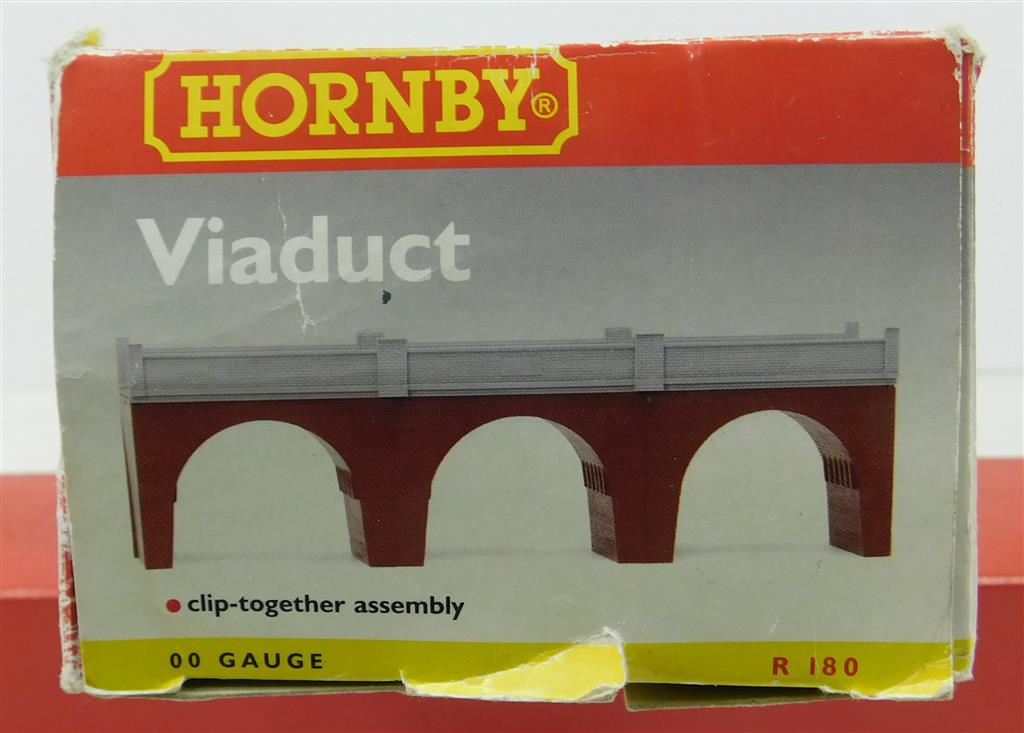 HORNBY®
Viaduct
• clip-together assembly
00 GAUGE
R 180